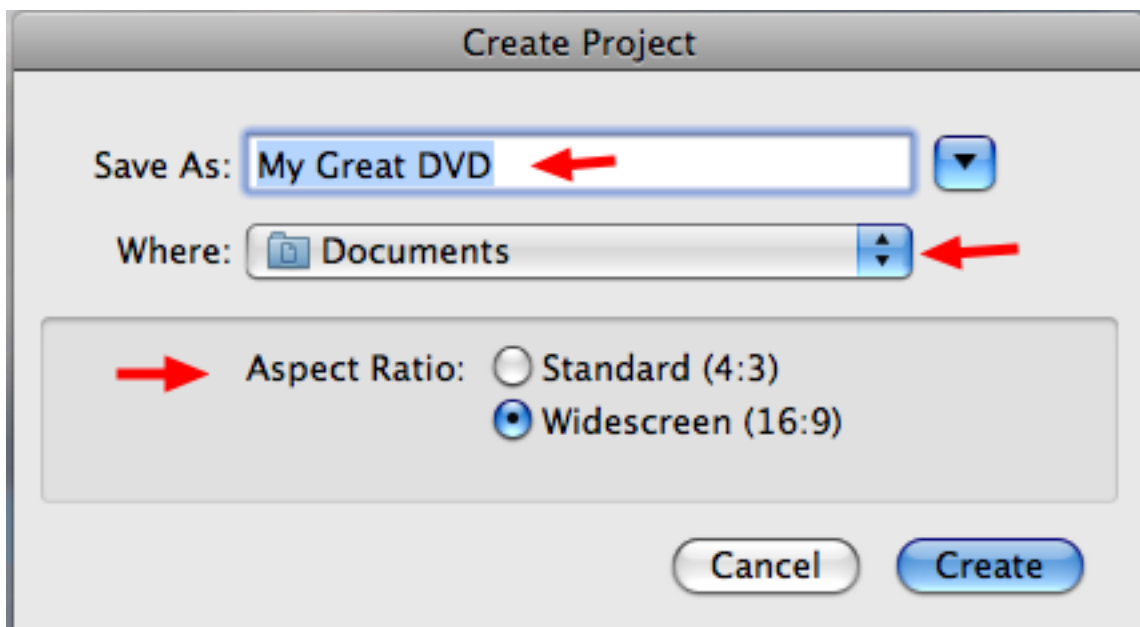 Create Project
Save As: My Great DVD
Where: Documents
Aspect Ratio: Standard (4:3)
Widescreen (16:9)
Cancel Create